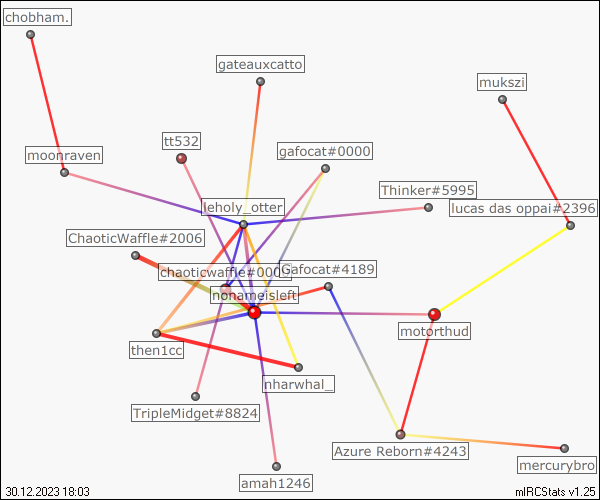 chobham.
gateauxcatto
mukszi
tt532
gafocat#0000
moonraven
Thinker#5995
leholy_otter
lucas das oppai#2396
ChaoticWaffle#2006
chaoticwaffle#000
Gafocat#4189
nonameisleft
motorthud
then1cc
nharwhal_
TripleMidget#8824
Azure Reborn#4243
mercurybro
amah1246
30.12.2023 18:03
mIRCStats v1.25